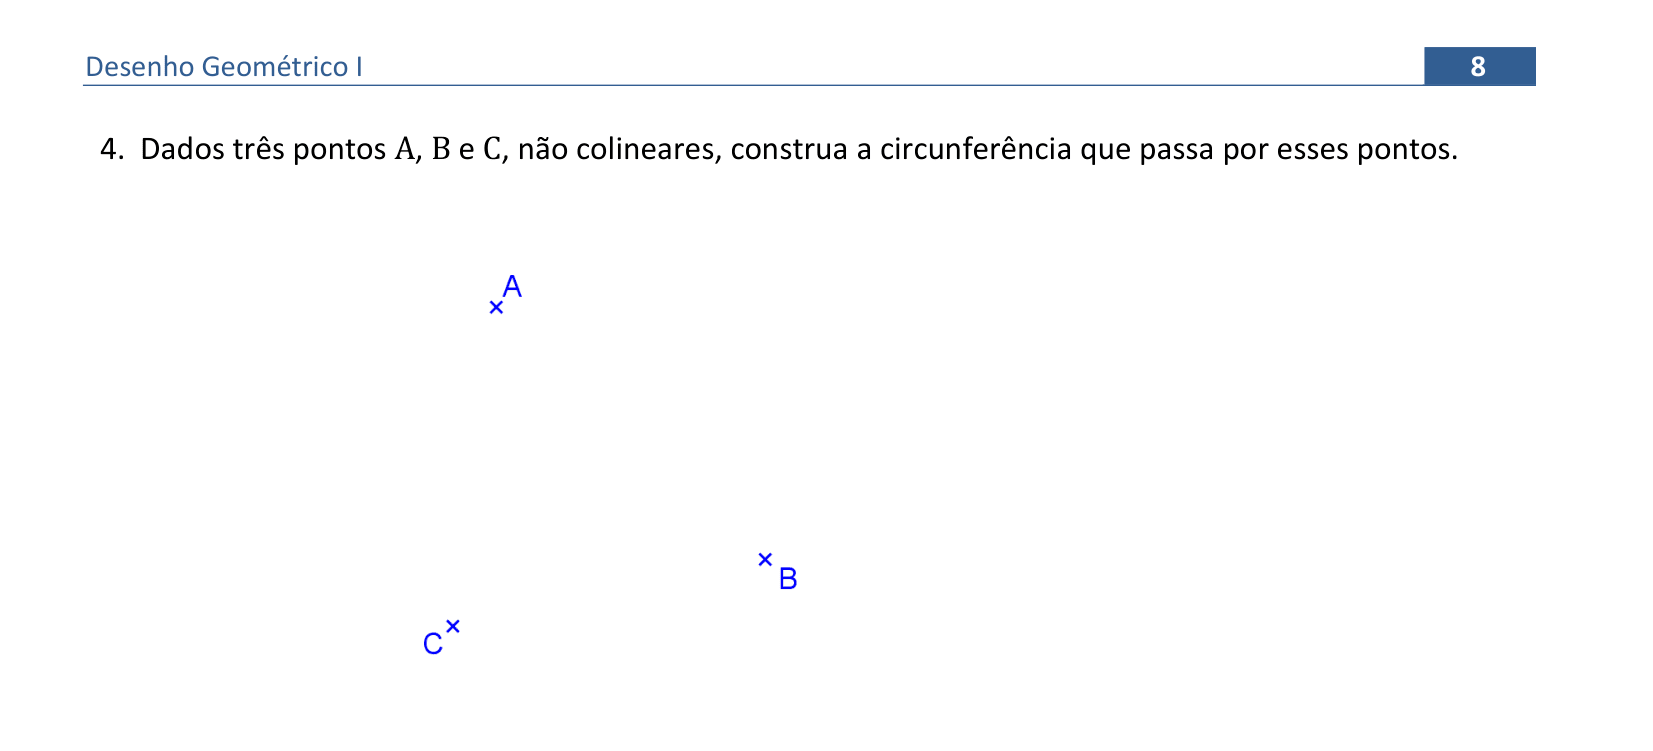 Desenho Geométrico I 8
4. Dados três pontos A, B e C, não colineares, construa a circunferência que passa por esses pontos.
A
B
C